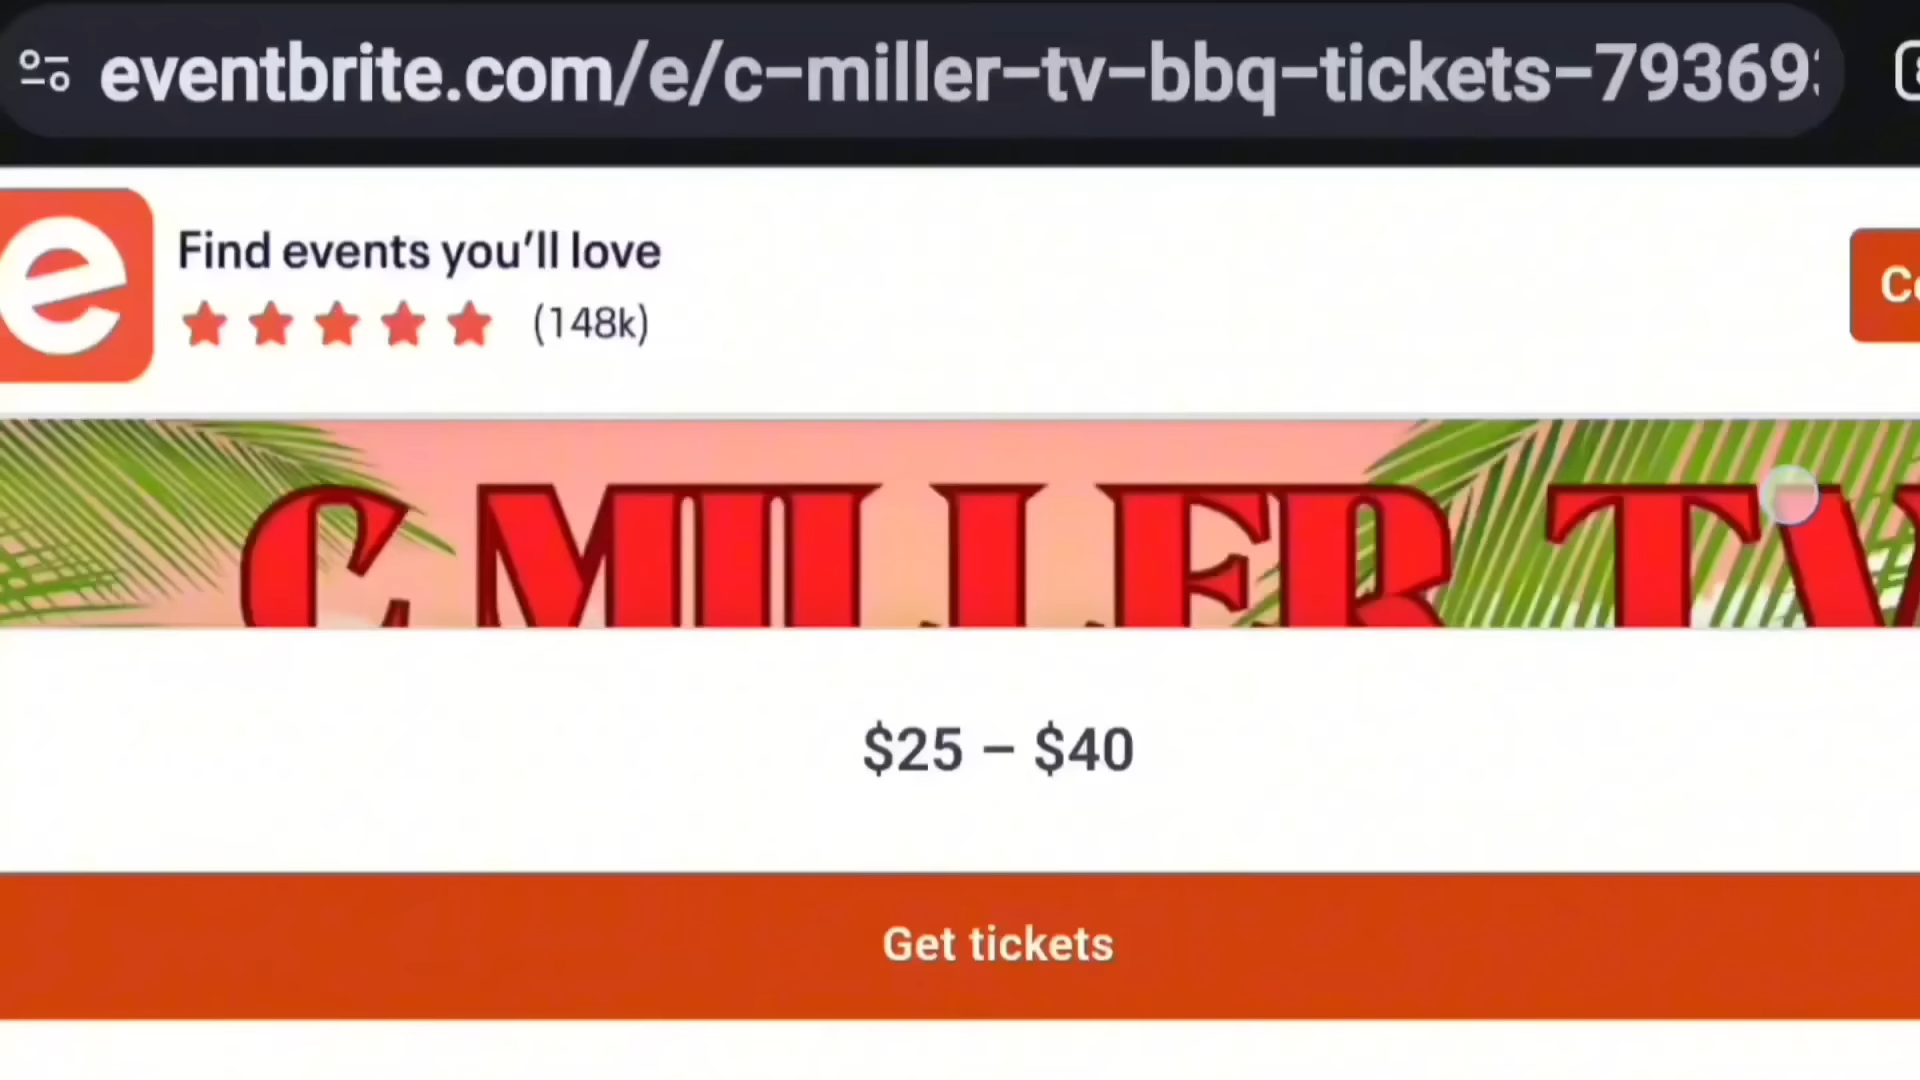 eventbrite.com/e/c-miller-tv-bbq-tickets-79369
Find events you'll love
(148k)
C MILLER TV
$25 – $40
Get tickets